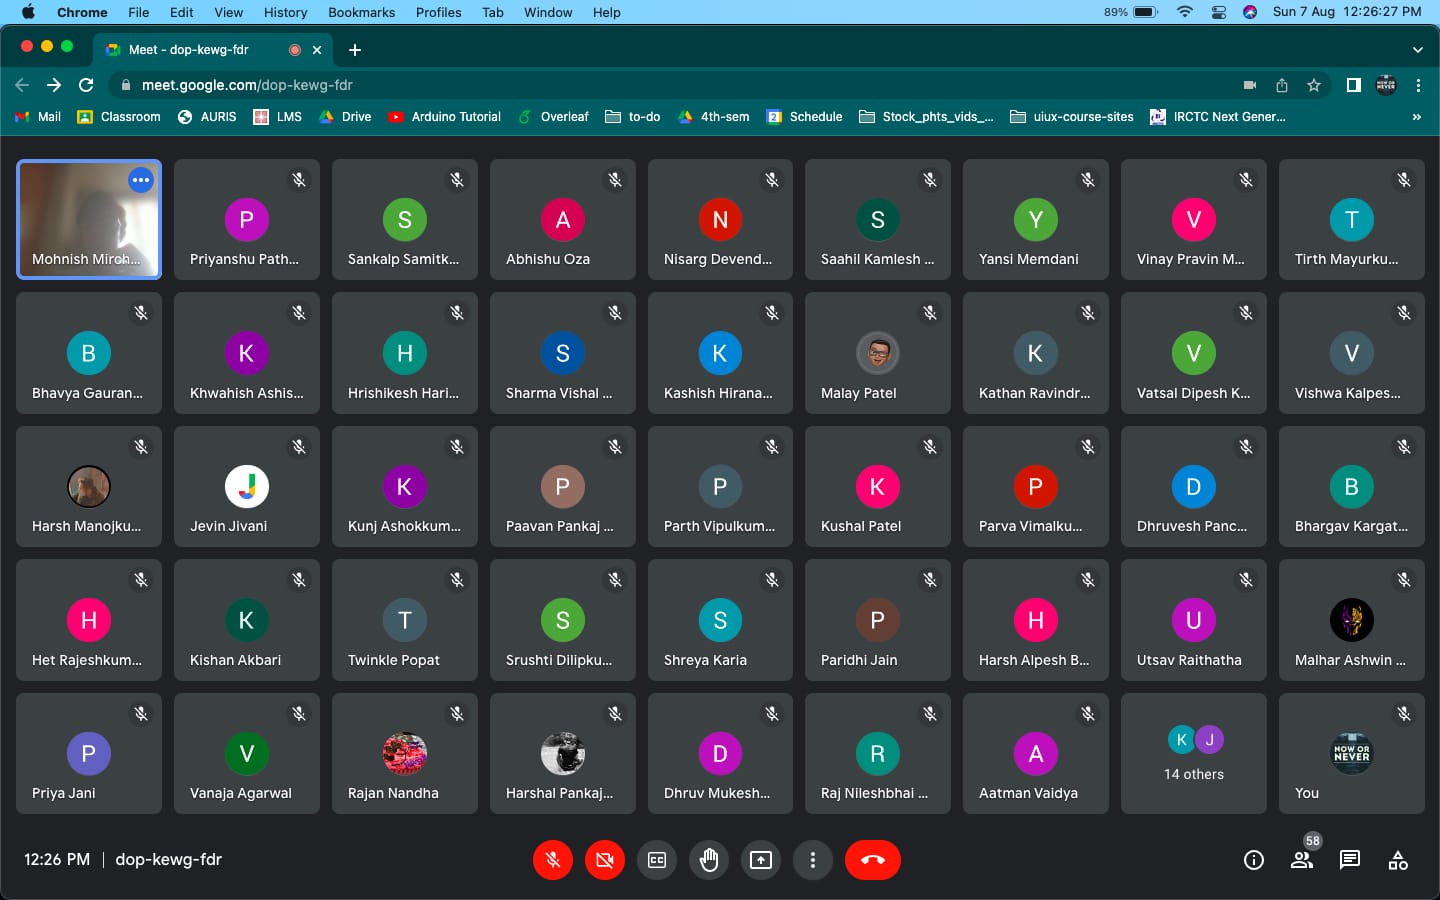 Chrome File Edit View History Bookmarks Profiles Tab Window Help 89% Sun 7 Aug 12:26:27 PM
Meet - dop-kewg-fdr
meet.google.com/dop-kewg-fdr
Mail Classroom AURIS LMS Drive Arduino Tutorial Overleaf to-do 4th-sem 2 Schedule Stock_phts_vids_... uiux-course-sites IRCTC Next Gener... »
P S A N S Y V T
Mohnish Miroh... Priyanshu Path... Sankalp Samitk... Abhishu Oza Nisarg Devend... Saahil Kamlesh ... Yansi Memdani Vinay Pravin M... Tirth Mayurku...
B K H S K K V V
Bhavya Gauran... Khwahish Ashis... Hrishikesh Hari... Sharma Vishal ... Kashish Hirana... Malay Patel Kathan Ravindr... Vatsal Dipesh K... Vishwa Kalpes...
J K P P K P D B
Harsh Manojku... Jevin Jivani Kunj Ashokkum... Paavan Pankaj ... Parth Vipulkum... Kushal Patel Parva Vimalku... Dhruvesh Panc... Bhargav Kargat...
H K T S S P H U
Het Rajeshkum... Kishan Akbari Twinkle Popat Srushti Dilipku... Shreya Karia Paridhi Jain Harsh Alpesh B... Utsav Raithatha Malhar Ashwin ...
P V D R A K J NOW OR NEVER
14 others
Priya Jani Vanaja Agarwal Rajan Nandha Harshal Pankaj... Dhruv Mukesh... Raj Nileshbhai ... Aatman Vaidya You
12:26 PM | dop-kewg-fdr CC 58